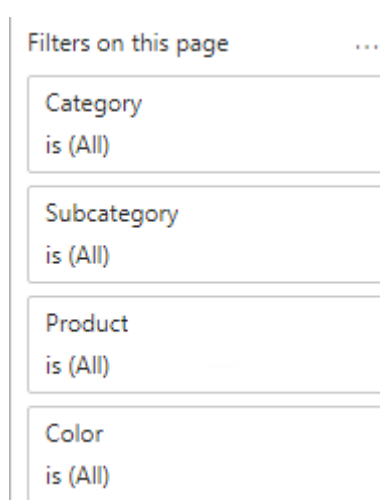 Filters on this page ...
Category
is (All)
Subcategory
is (All)
Product
is (All)
Color
is (All)